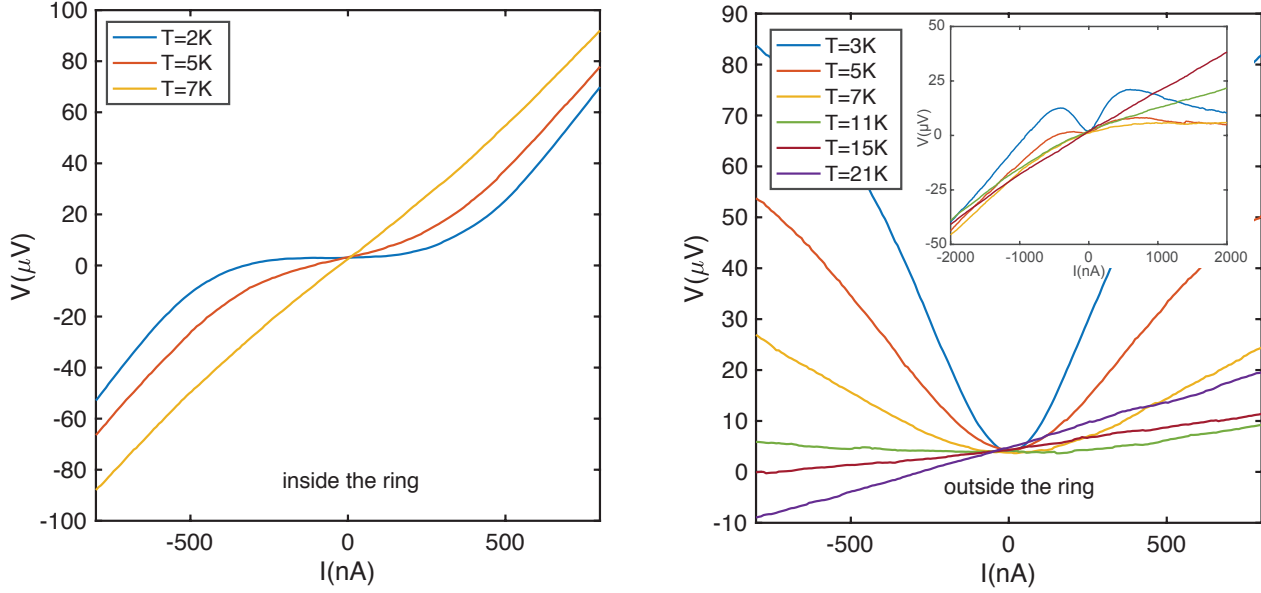 100
80
60
40
20
0
-20
-40
-60
-80
-100
V(μV)
T=2K
T=5K
T=7K
inside the ring
-500
0
500
I(nA)
90
80
70
60
50
40
30
20
10
0
-10
V(μV)
T=3K
T=5K
T=7K
T=11K
T=15K
T=21K
50
25
0
-25
-50
V(μV)
-2000
-1000
0
1000
2000
I(nA)
outside the ring
-500
0
500
I(nA)